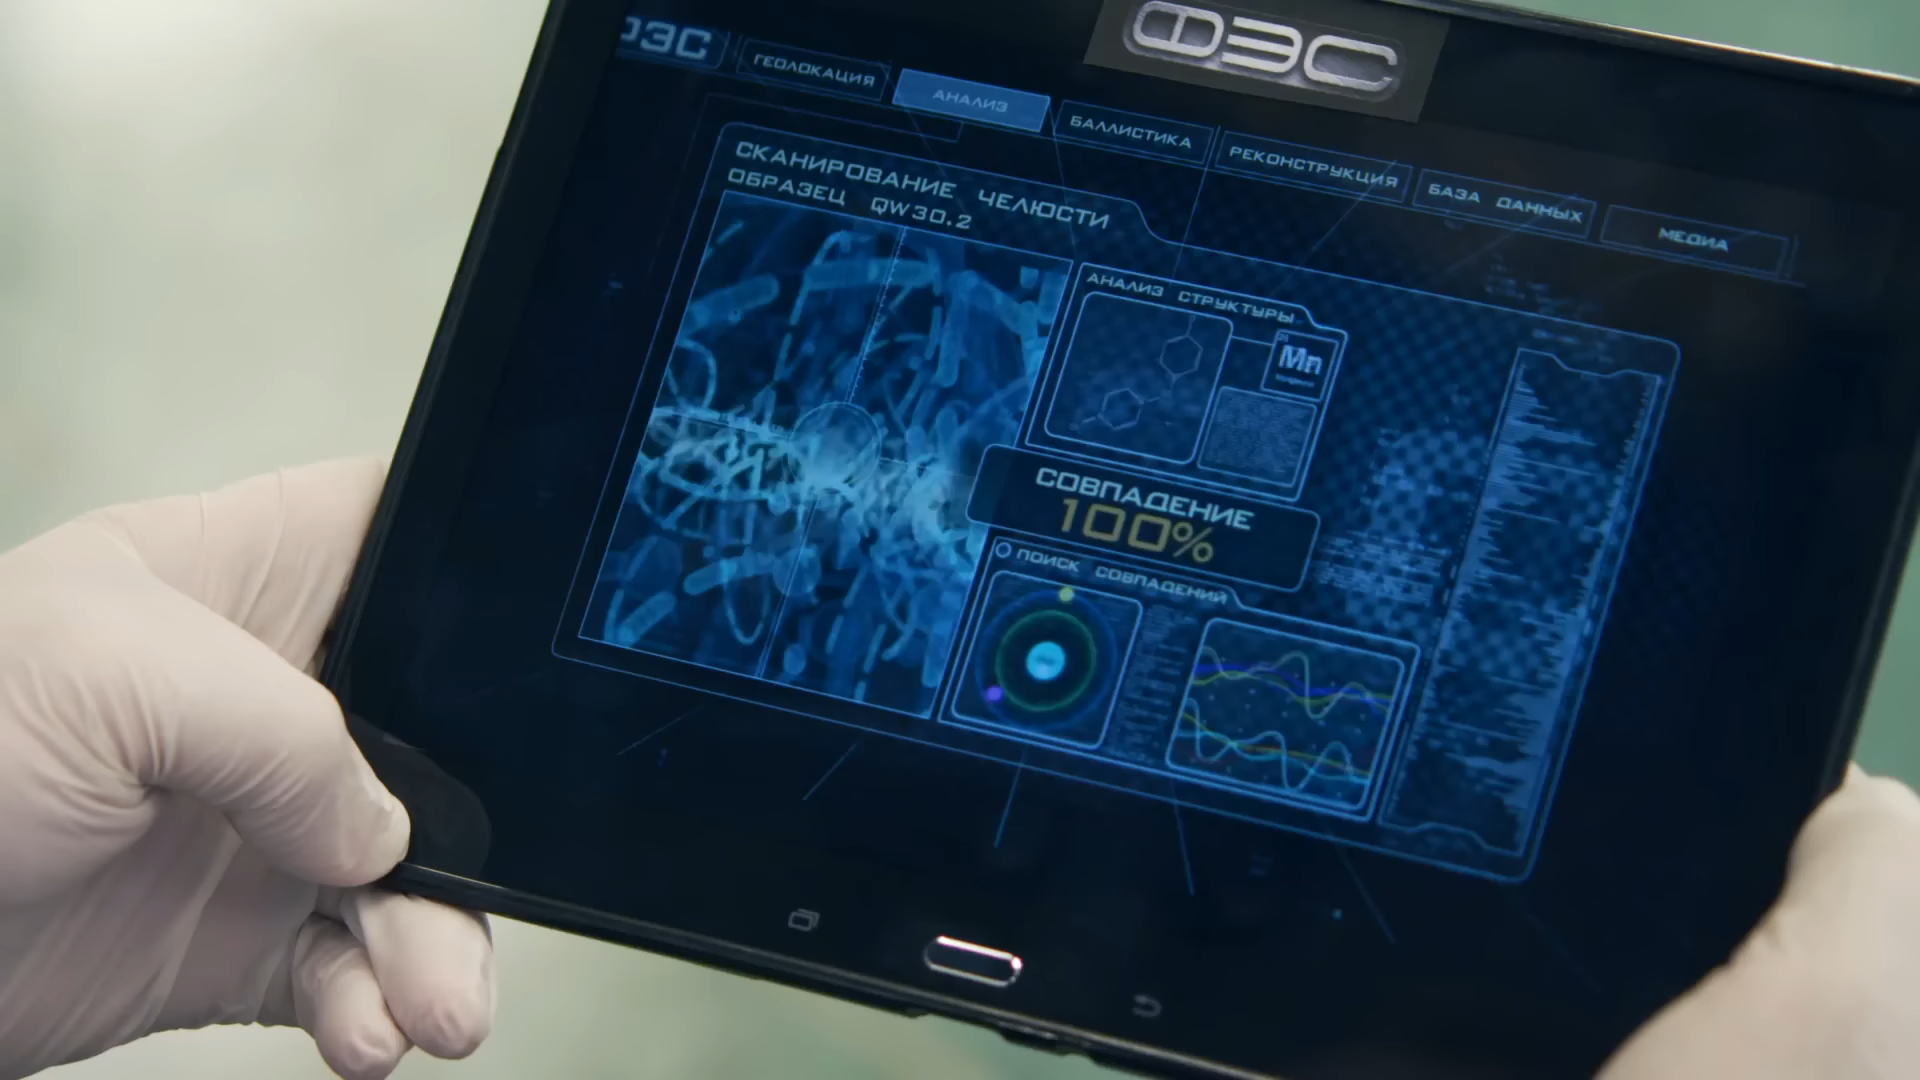 ФЭС
ФЭС
ГЕОЛОКАЦИЯ
АНАЛИЗ
БАЛЛИСТИКА
РЕКОНСТРУКЦИЯ
БАЗА ДАННЫХ
МЕДИА
СКАНИРОВАНИЕ ЧЕЛЮСТИ
ОБРАЗЕЦ QW30.2
АНАЛИЗ СТРУКТУРЫ
Mn
СОВПАДЕНИЕ
100%
ПОИСК СОВПАДЕНИЙ